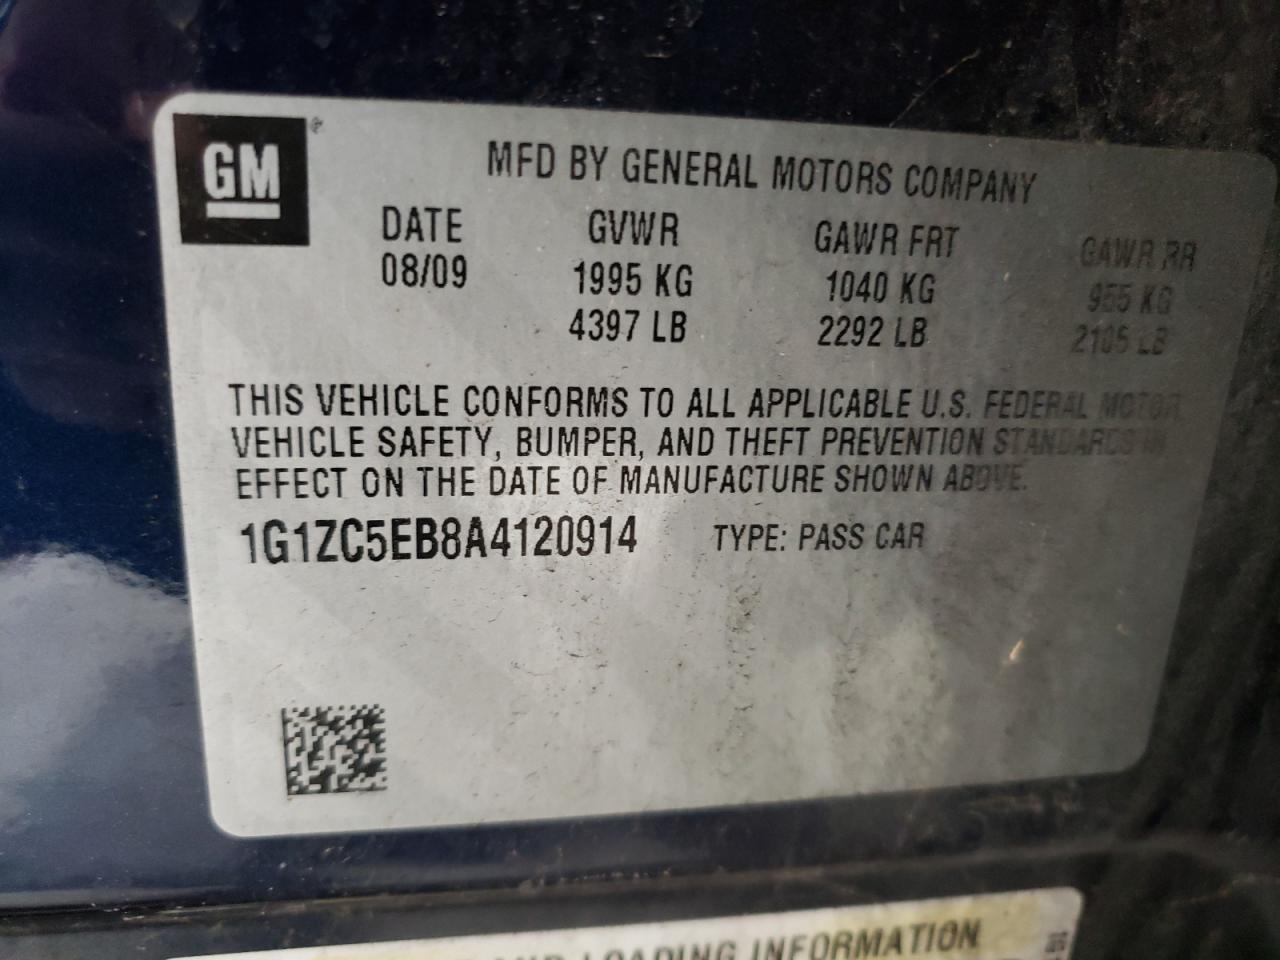 GM
MFD BY GENERAL MOTORS COMPANY
DATE GVWR GAWR FRT GAWR RR
08/09 1995 KG 1040 KG 955 KG
4397 LB 2292 LB 2105 LB
THIS VEHICLE CONFORMS TO ALL APPLICABLE U.S. FEDERAL MOTOR
VEHICLE SAFETY, BUMPER, AND THEFT PREVENTION STANDARDS IN
EFFECT ON THE DATE OF MANUFACTURE SHOWN ABOVE.
1G1ZC5EB8A4120914 TYPE: PASS CAR
AND LOADING INFORMATION